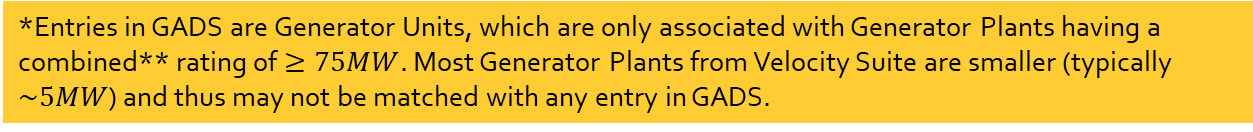 *Entries in GADS are Generator Units, which are only associated with Generator Plants having a
combined** rating of ≥ 75MW. Most Generator Plants from Velocity Suite are smaller (typically
~5MW) and thus may not be matched with any entry in GADS.